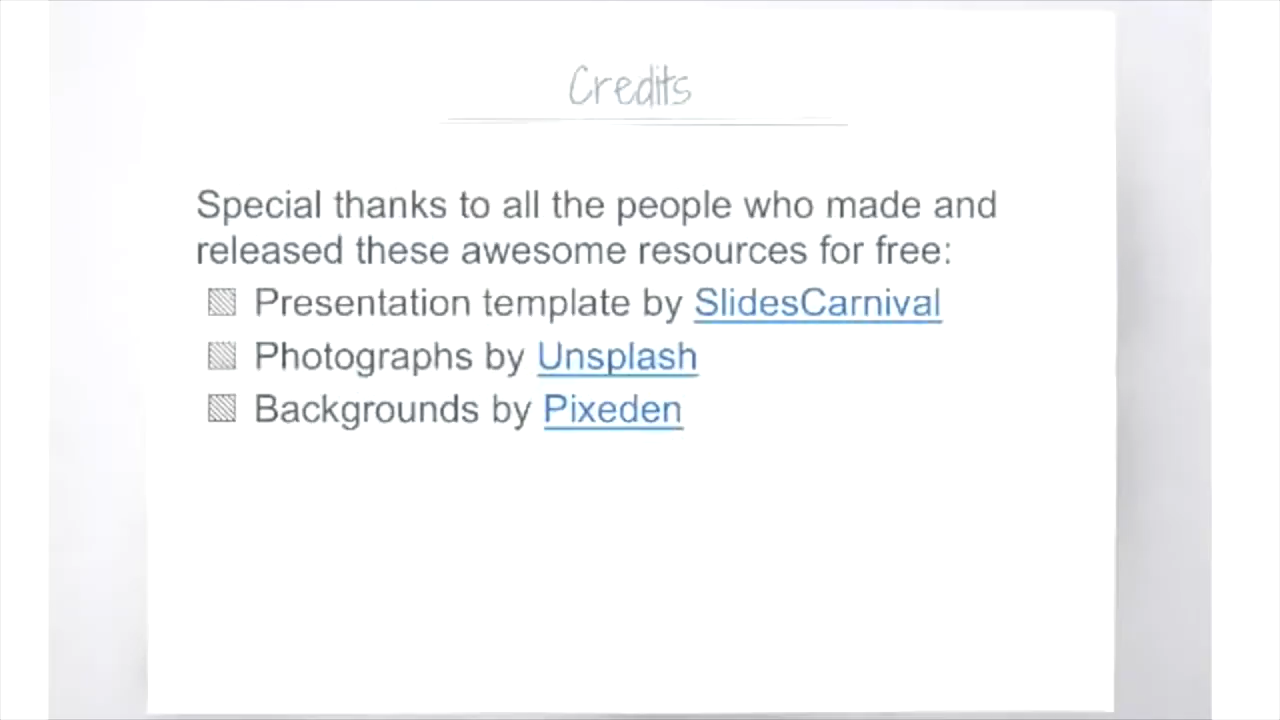 Credits
Special thanks to all the people who made and
released these awesome resources for free:
Presentation template by SlidesCarnival
Photographs by Unsplash
Backgrounds by Pixeden